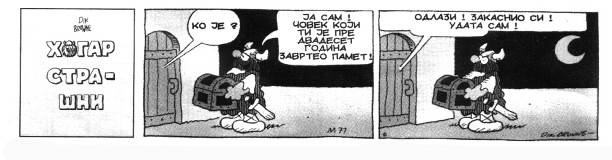 DIK
BROWNE
ХОГАР
СТРА-
ШНИ
КО ЈЕ ?
ЈА САМ !
ЧОВЕК КОЈИ
ТИ ЈЕ ПРЕ
ДВАДЕСЕТ
ГОДИНА
ЗАВРТЕО ПАМЕТ!
ОДЛАЗИ ! ЗАКАСНИО СИ !
УДАТА САМ !
DIK BROWNE